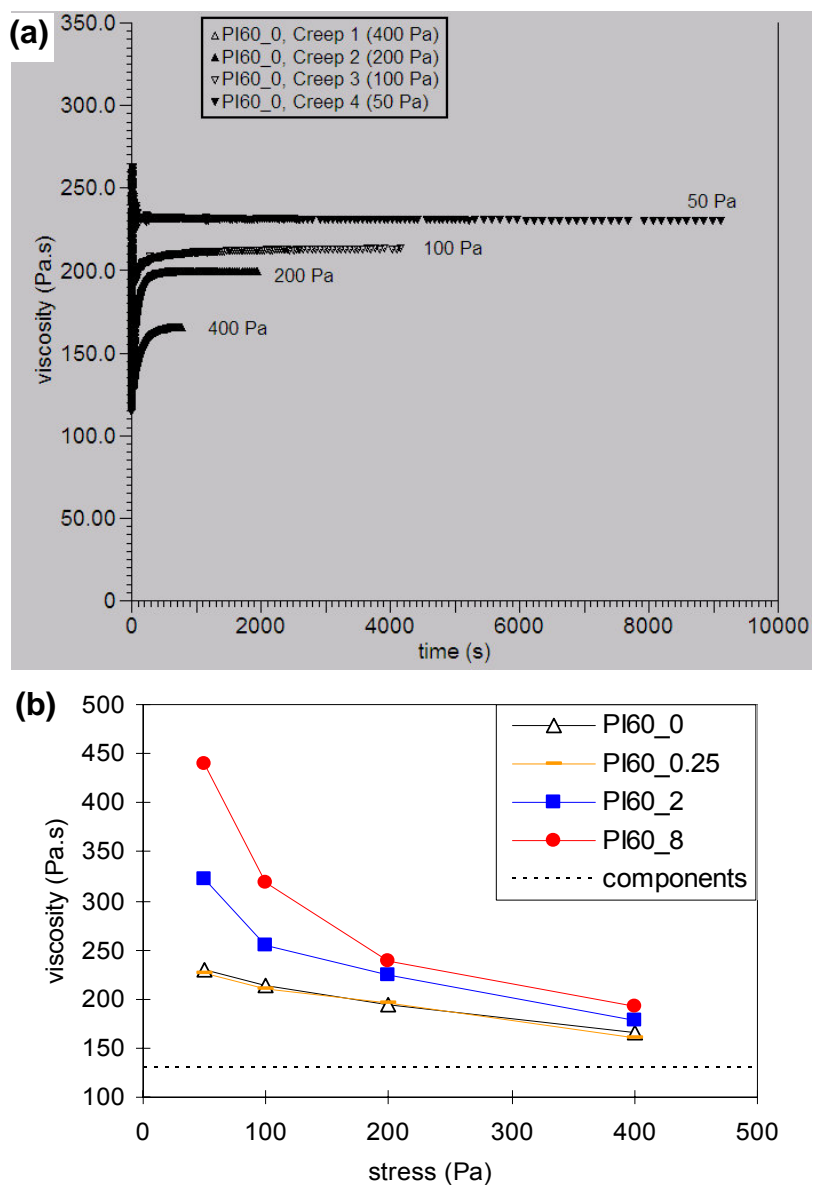 (a)
350.0
300.0
250.0
200.0
150.0
100.0
50.00
0
viscosity (Pa.s)
PI60_0, Creep 1 (400 Pa)
PI60_0, Creep 2 (200 Pa)
PI60_0, Creep 3 (100 Pa)
PI60_0, Creep 4 (50 Pa)
50 Pa
100 Pa
200 Pa
400 Pa
0 2000 4000 6000 8000 10000
time (s)
(b)
500
450
400
350
300
250
200
150
100
viscosity (Pa.s)
PI60_0
PI60_0.25
PI60_2
PI60_8
components
0 100 200 300 400 500
stress (Pa)